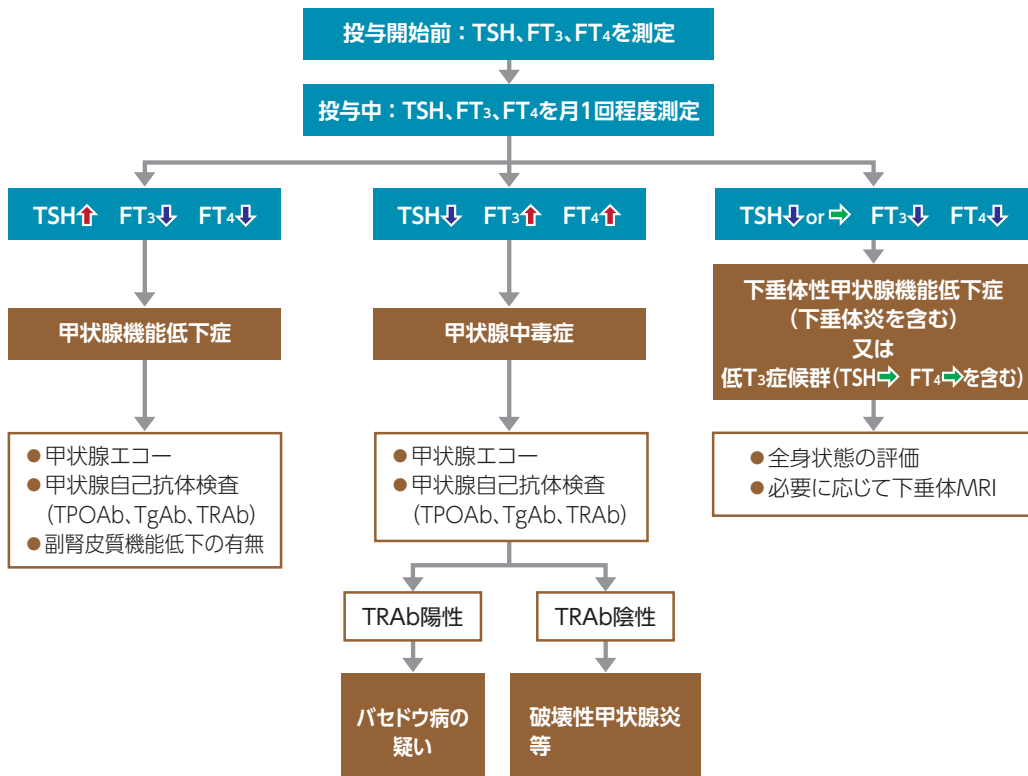 投与開始前：TSH、FT₃、FT₄を測定
投与中：TSH、FT₃、FT₄を月1回程度測定
TSH⬆ FT₃⬇ FT₄⬇
TSH⬇ FT₃⬆ FT₄⬆
TSH⬇or➡ FT₃⬇ FT₄⬇
甲状腺機能低下症
甲状腺中毒症
下垂体性甲状腺機能低下症
（下垂体炎を含む）
又は
低T₃症候群（TSH➡ FT₄➡を含む）
●甲状腺エコー
●甲状腺自己抗体検査
（TPOAb、TgAb、TRAb）
●副腎皮質機能低下の有無
●甲状腺エコー
●甲状腺自己抗体検査
（TPOAb、TgAb、TRAb）
●全身状態の評価
●必要に応じて下垂体MRI
TRAb陽性
TRAb陰性
バセドウ病の
疑い
破壊性甲状腺炎
等